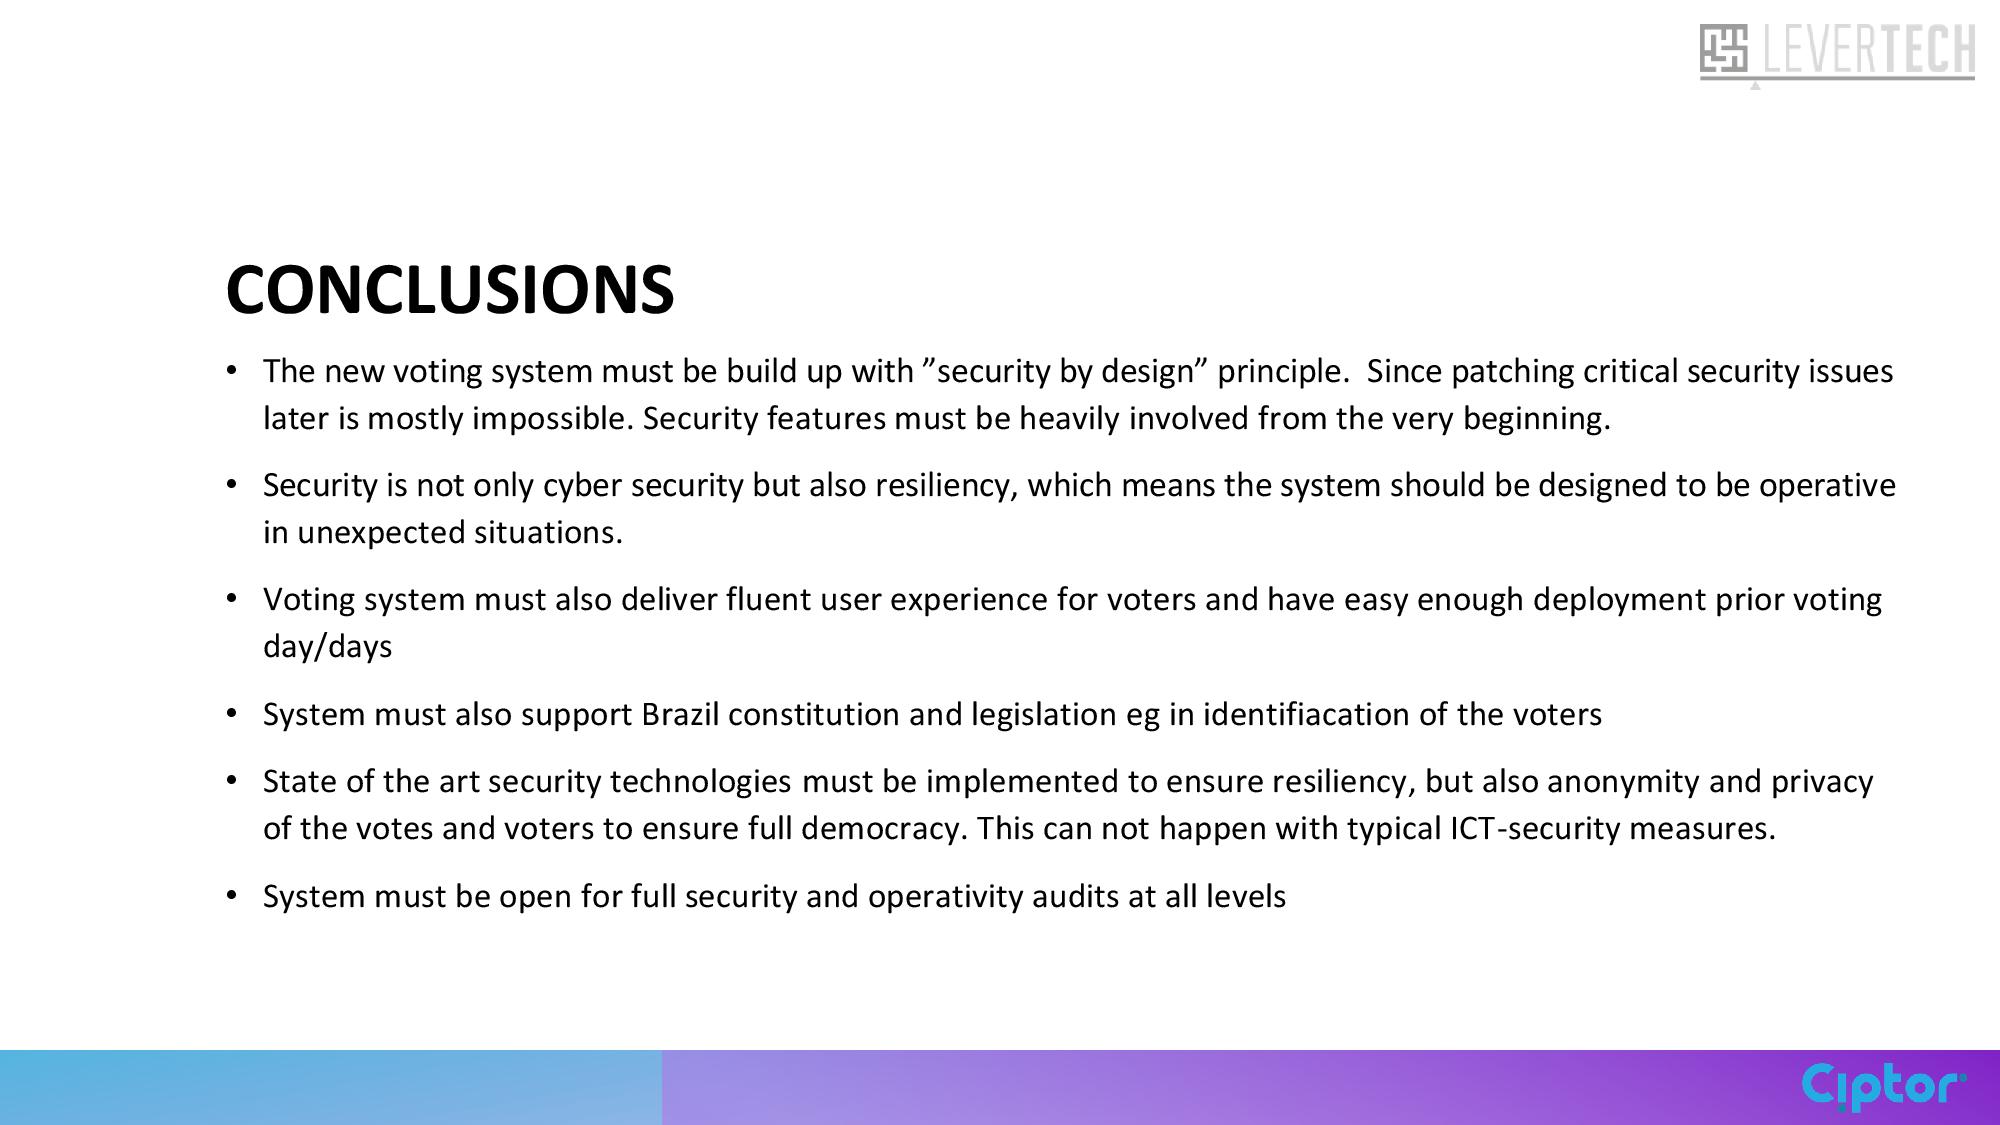 LEVERTECH
CONCLUSIONS
• The new voting system must be build up with ”security by design” principle.  Since patching critical security issues
later is mostly impossible. Security features must be heavily involved from the very beginning.
• Security is not only cyber security but also resiliency, which means the system should be designed to be operative
in unexpected situations.
• Voting system must also deliver fluent user experience for voters and have easy enough deployment prior voting
day/days
• System must also support Brazil constitution and legislation eg in identifiacation of the voters
• State of the art security technologies must be implemented to ensure resiliency, but also anonymity and privacy
of the votes and voters to ensure full democracy. This can not happen with typical ICT-security measures.
• System must be open for full security and operativity audits at all levels
Ciptor